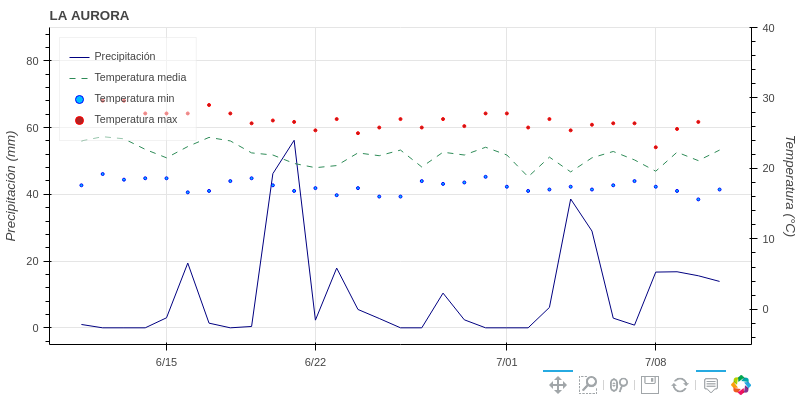 LA AURORA
Precipitación
Temperatura media
Temperatura min
Temperatura max
Precipitación (mm)
80
60
40
20
0
40
30
20
10
0
Temperatura (°C)
6/15
6/22
7/01
7/08